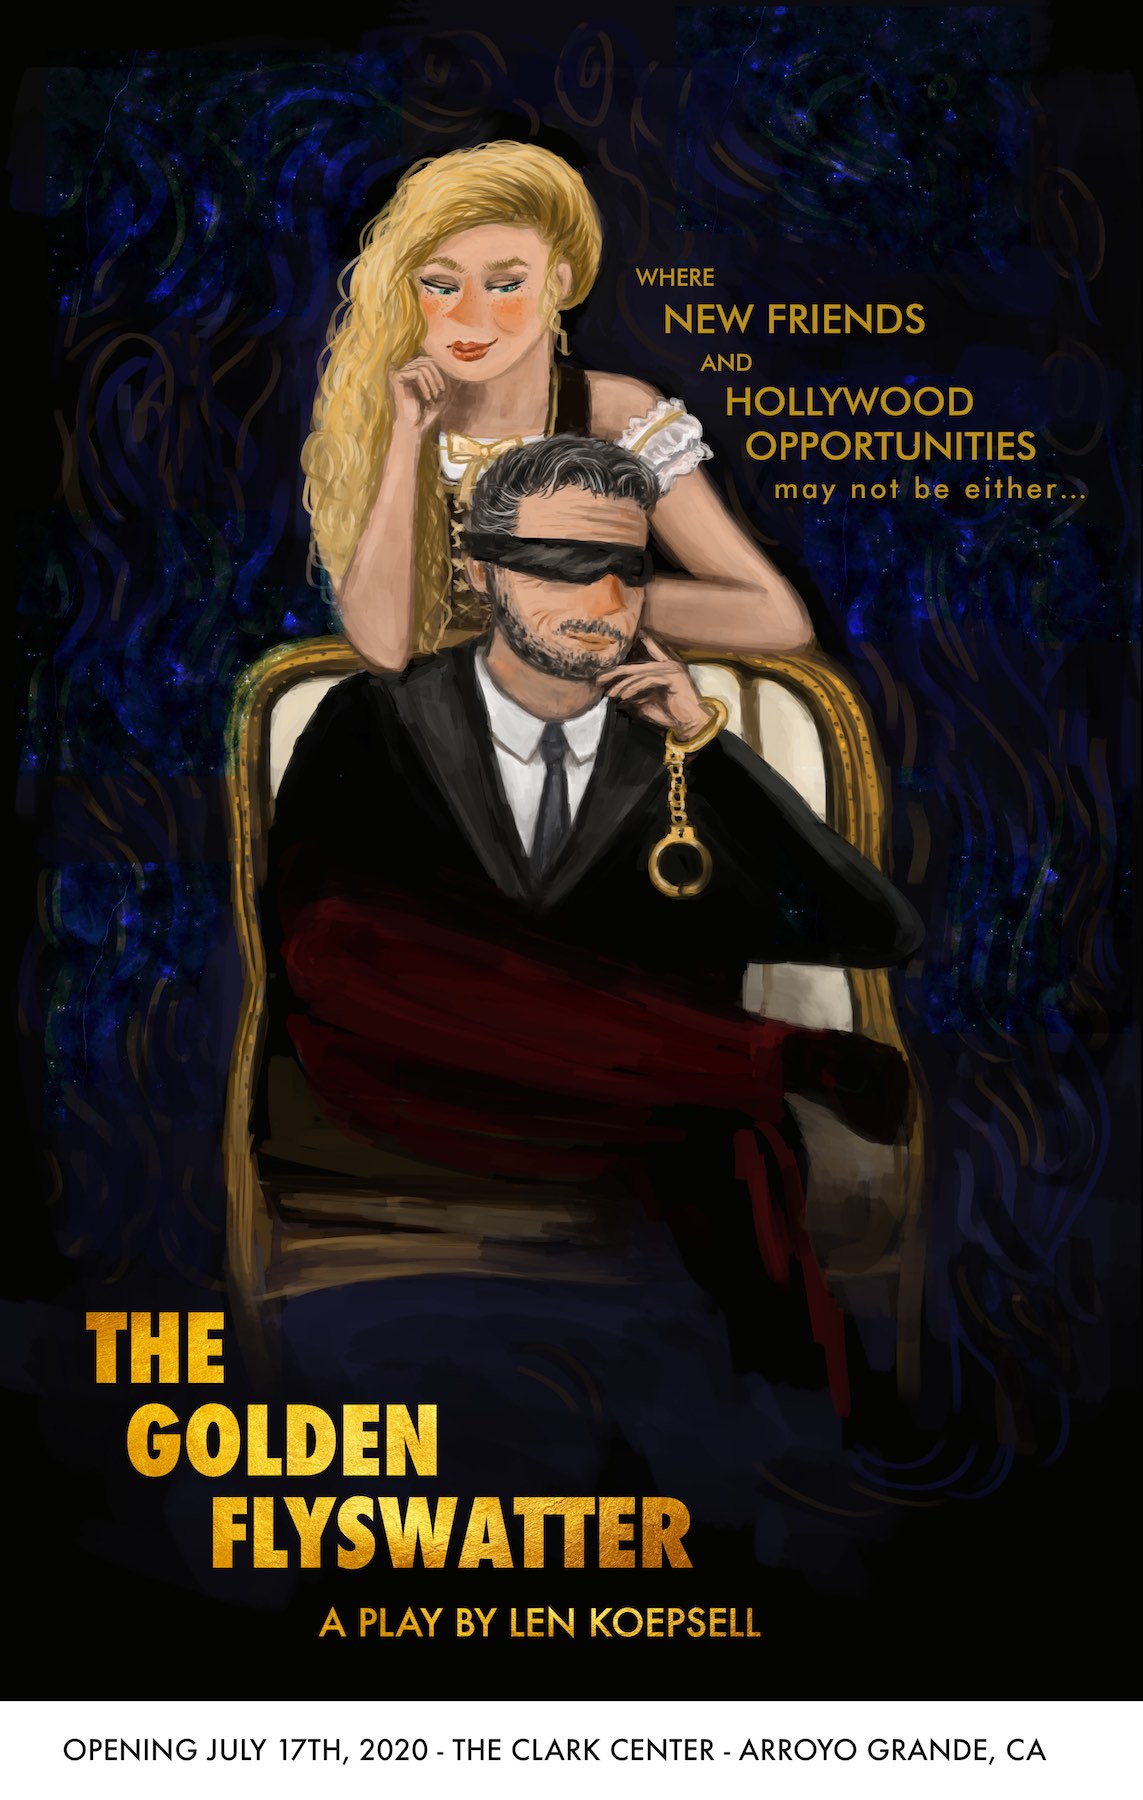 WHERE
NEW FRIENDS
AND
HOLLYWOOD
OPPORTUNITIES
may not be either...
THE
GOLDEN
FLYSWATTER
A PLAY BY LEN KOEPSELL
OPENING JULY 17TH, 2020 - THE CLARK CENTER - ARROYO GRANDE, CA